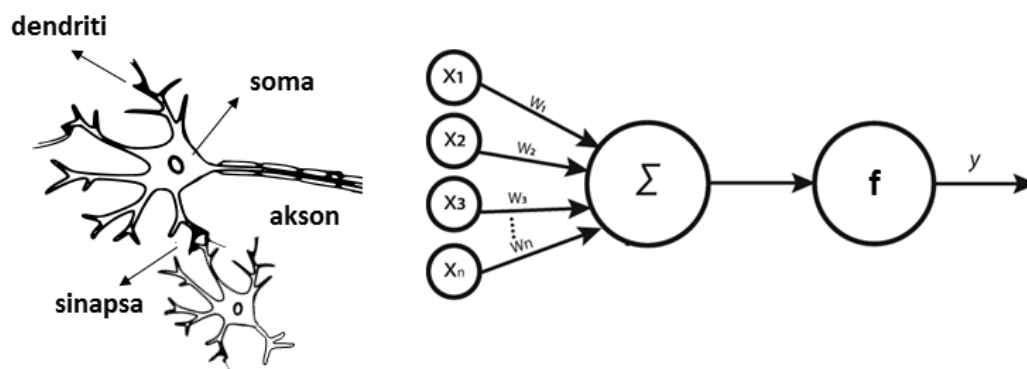 dendriti
soma
akson
sinapsa
X1
X2
X3
Xn
W1
W2
W3
Wn
Σ
f
y